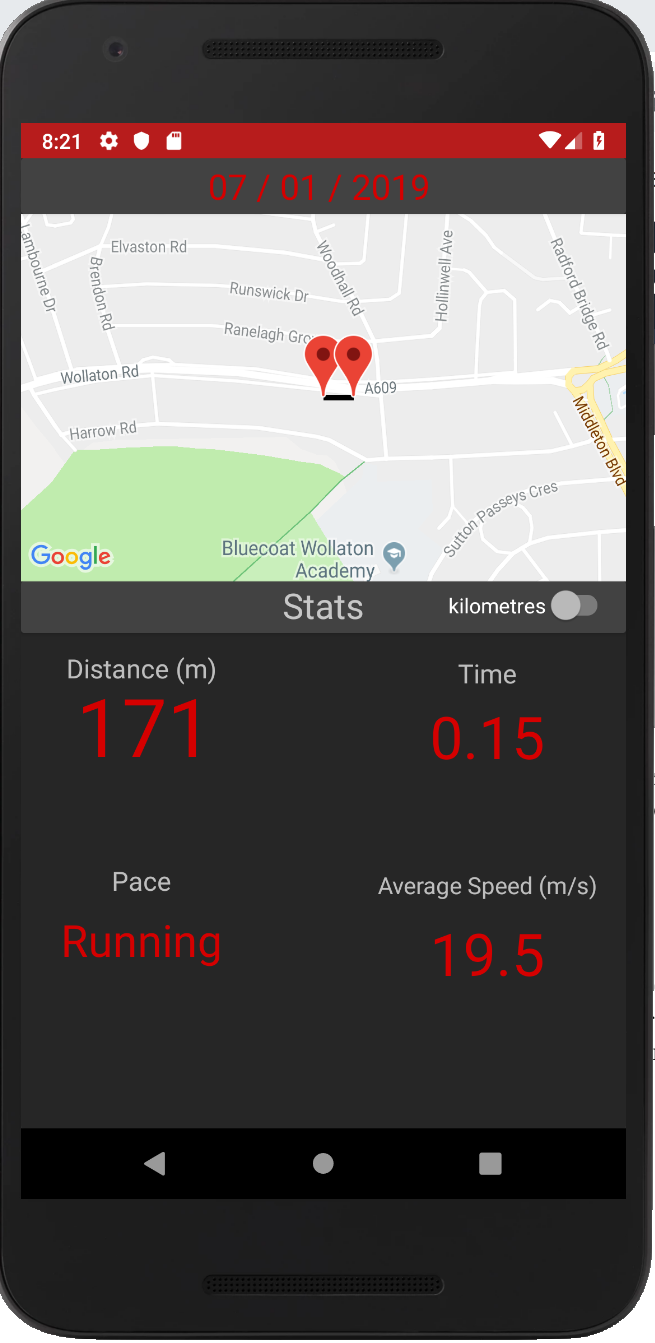 8:21
07 / 01 / 2019
Lambourne Dr
Elvaston Rd
Brendon Rd
Woodhall Rd
Hollinwell Ave
Radford Bridge Rd
Runswick Dr
Ranelagh Gro
Wollaton Rd
A609
Harrow Rd
Middleton Blvd
Sutton Passeys Cres
Bluecoat Wollaton
Academy
Google
Stats
kilometres
Distance (m)
171
Time
0.15
Pace
Running
Average Speed (m/s)
19.5